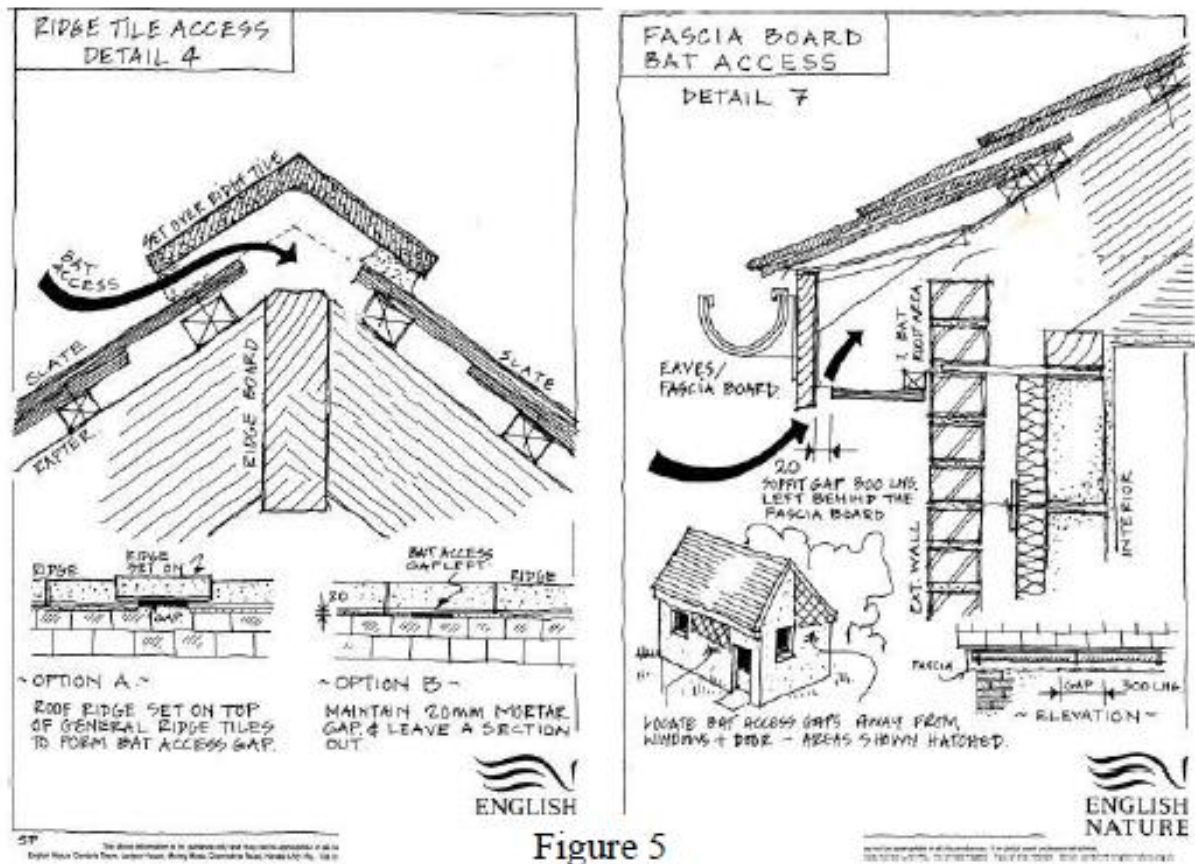 RIDGE TILE ACCESS
DETAIL 4
SET OVER RIDGE TILE
BAT
ACCESS
SLATE
RAFTER
RIDGE BOARD
SLATE
RIDGE
RIDGE
SET ON
GAP
BAT ACCESS
GAP LEFT
RIDGE
20
~ OPTION A ~
ROOF RIDGE SET ON TOP
OF GENERAL RIDGE TILES
TO FORM BAT ACCESS GAP.
~ OPTION B ~
MAINTAIN 20MM MORTAR
GAP & LEAVE A SECTION
OUT.
ENGLISH
SP
FASCIA BOARD
BAT ACCESS
DETAIL 7
EAVES/
FASCIA BOARD
BAT
ROOST AREA
20
SOFFIT GAP 300 LNG.
LEFT BEHIND THE
FASCIA BOARD
EXT. WALL
INTERIOR
FASCIA
GAP
300 LNG
~ ELEVATION ~
LOCATE BAT ACCESS GAPS AWAY FROM
WINDOWS + DOOR - AREAS SHOWN HATCHED.
ENGLISH
NATURE
Figure 5